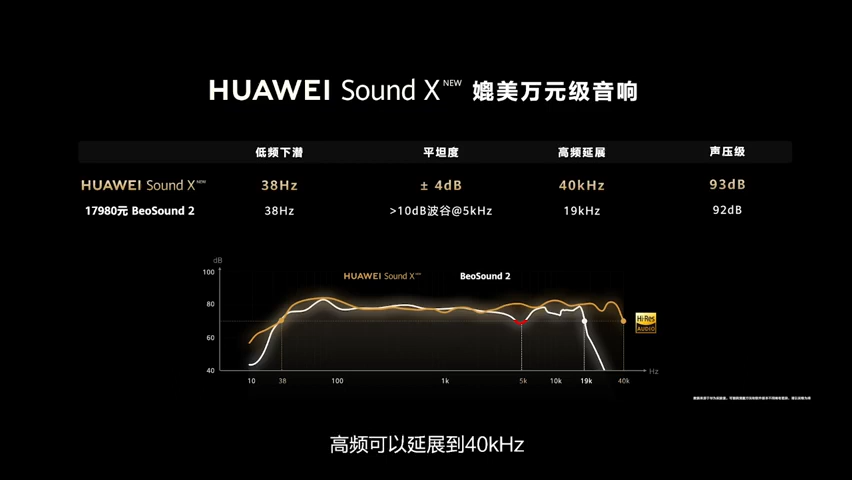 HUAWEI Sound X NEW 媲美万元级音响
低频下潜 平坦度 高频延展 声压级
HUAWEI Sound X NEW 38Hz ± 4dB 40kHz 93dB
17980元 BeoSound 2 38Hz >10dB波谷@5kHz 19kHz 92dB
dB
HUAWEI Sound X NEW BeoSound 2
100
80
60
40
Hi-Res AUDIO
10 38 100 1k 5k 10k 19k 40k Hz
高频可以延展到40kHz